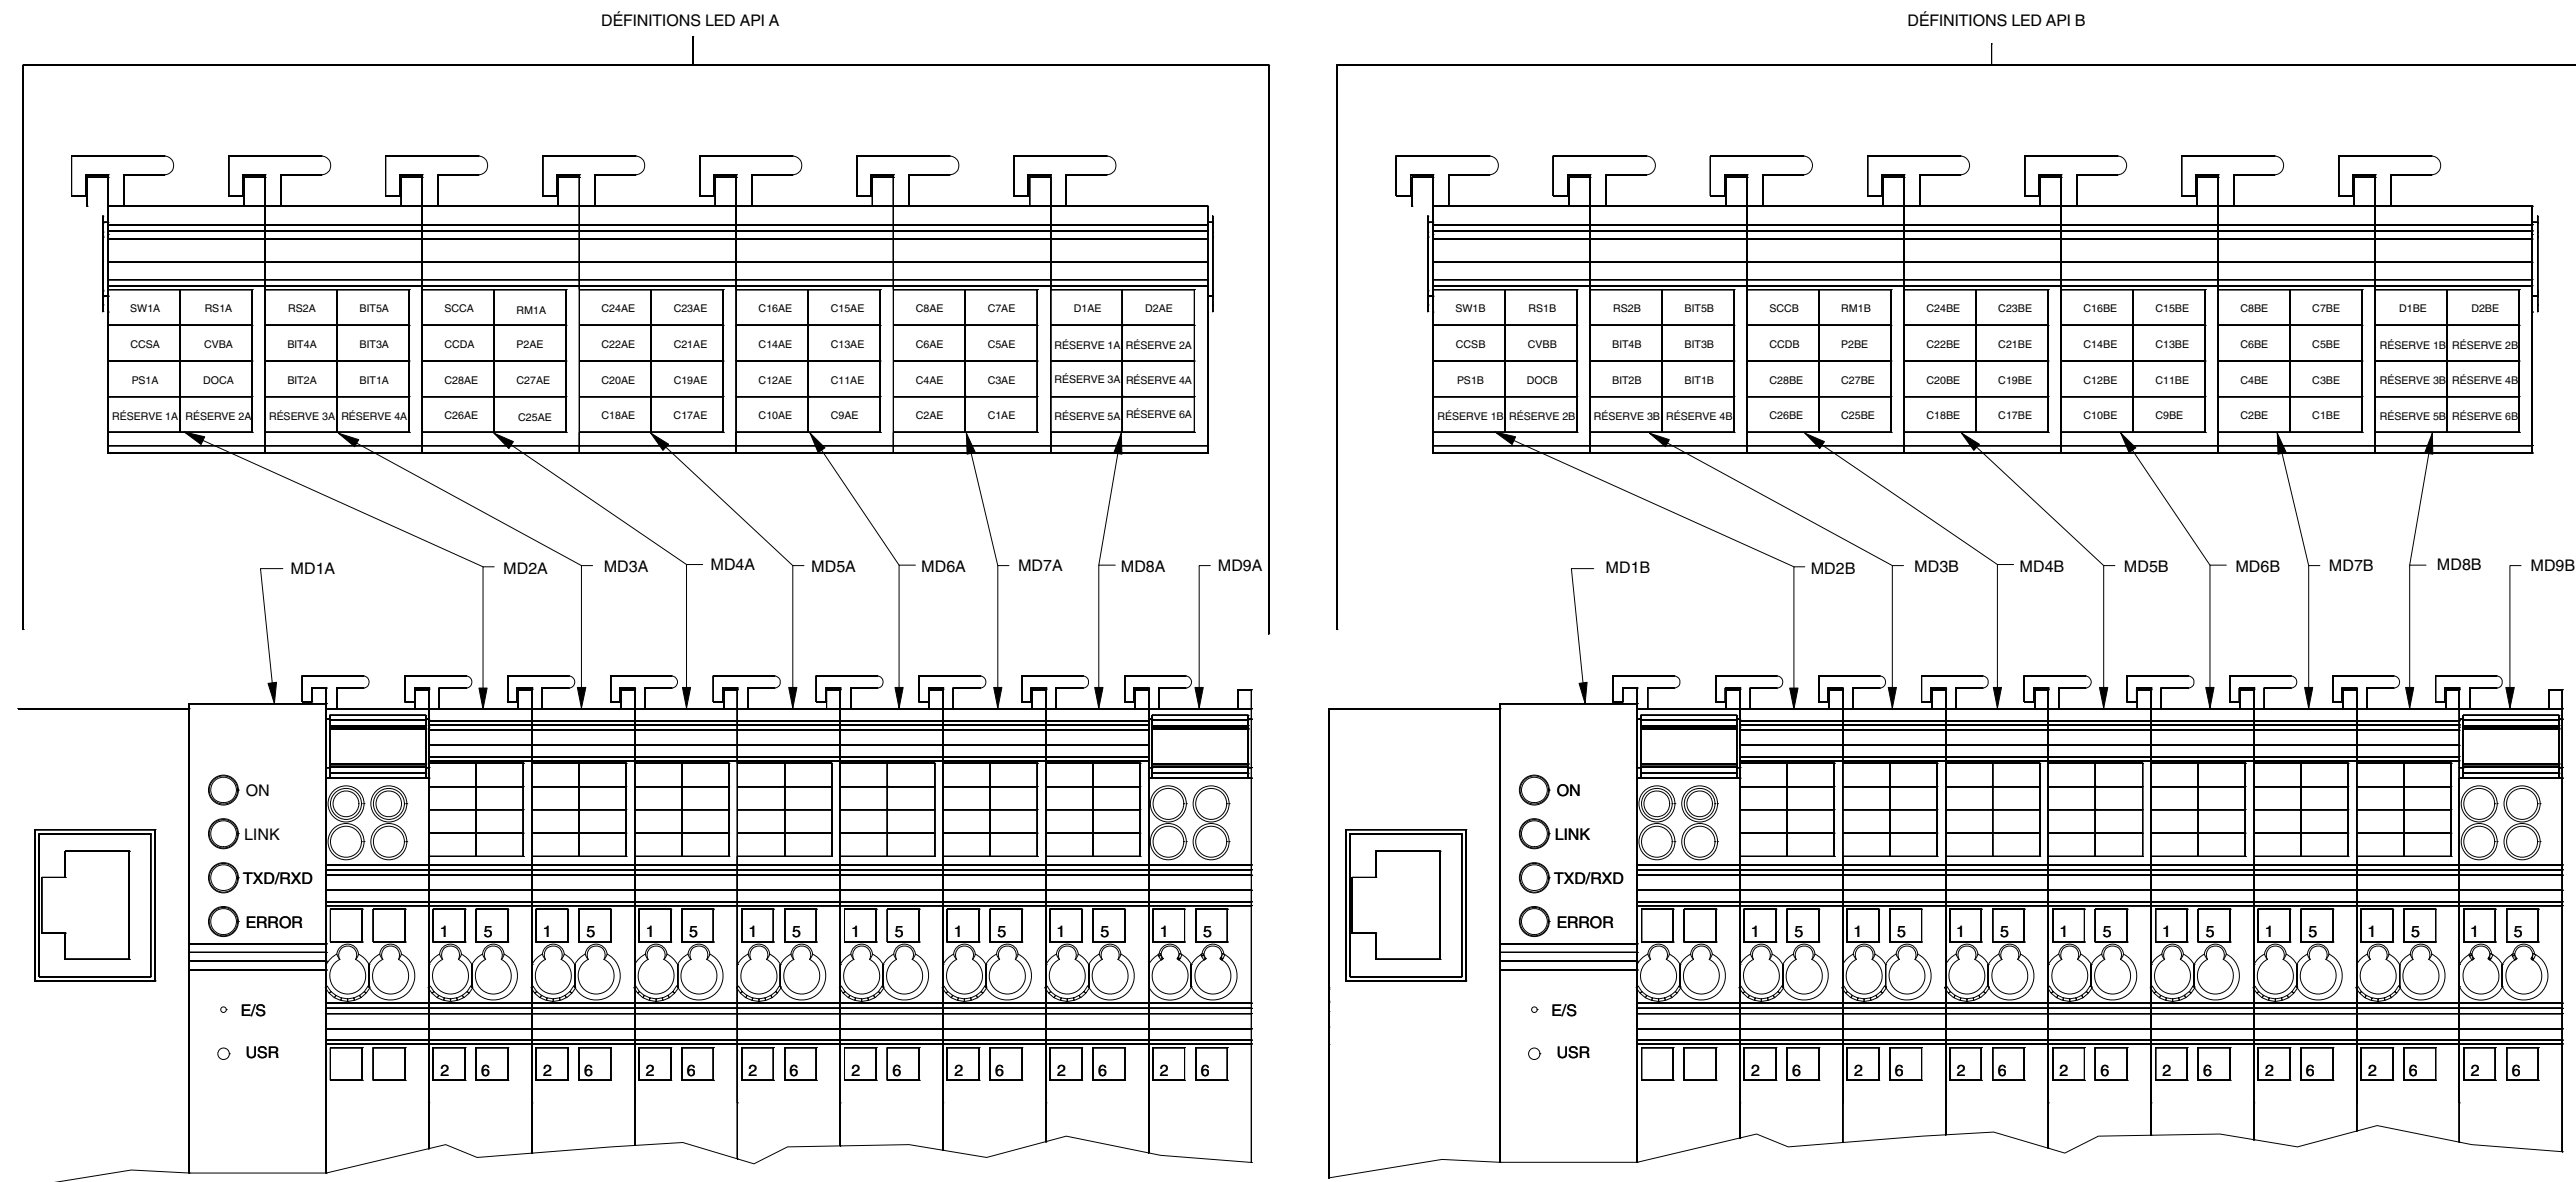 DÉFINITIONS LED API A
SW1A RS1A RS2A BIT5A SCCA RM1A C24AE C23AE C16AE C15AE C8AE C7AE D1AE D2AE
CCSA CVBA BIT4A BIT3A CCDA P2AE C22AE C21AE C14AE C13AE C6AE C5AE RÉSERVE 1A RÉSERVE 2A
PS1A DOCA BIT2A BIT1A C28AE C27AE C20AE C19AE C12AE C11AE C4AE C3AE RÉSERVE 3A RÉSERVE 4A
RÉSERVE 1A RÉSERVE 2A RÉSERVE 3A RÉSERVE 4A C26AE C25AE C18AE C17AE C10AE C9AE C2AE C1AE RÉSERVE 5A RÉSERVE 6A
MD1A MD2A MD3A MD4A MD5A MD6A MD7A MD8A MD9A
ON
LINK
TXD/RXD
ERROR
1 5 1 5 1 5 1 5 1 5 1 5 1 5 1 5
E/S
USR
2 6 2 6 2 6 2 6 2 6 2 6 2 6 2 6
DÉFINITIONS LED API B
SW1B RS1B RS2B BIT5B SCCB RM1B C24BE C23BE C16BE C15BE C8BE C7BE D1BE D2BE
CCSB CVBB BIT4B BIT3B CCDB P2BE C22BE C21BE C14BE C13BE C6BE C5BE RÉSERVE 1B RÉSERVE 2B
PS1B DOCB BIT2B BIT1B C28BE C27BE C20BE C19BE C12BE C11BE C4BE C3BE RÉSERVE 3B RÉSERVE 4B
RÉSERVE 1B RÉSERVE 2B RÉSERVE 3B RÉSERVE 4B C26BE C25BE C18BE C17BE C10BE C9BE C2BE C1BE RÉSERVE 5B RÉSERVE 6B
MD1B MD2B MD3B MD4B MD5B MD6B MD7B MD8B MD9B
ON
LINK
TXD/RXD
ERROR
1 5 1 5 1 5 1 5 1 5 1 5 1 5 1 5
E/S
USR
2 6 2 6 2 6 2 6 2 6 2 6 2 6 2 6